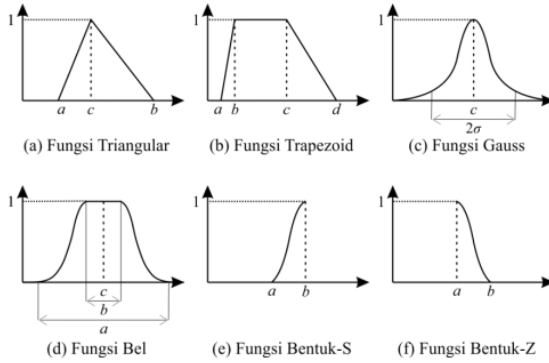 1
a c b
(a) Fungsi Triangular
1
a b c d
(b) Fungsi Trapezoid
1
c
2σ
(c) Fungsi Gauss
1
c
b
a
(d) Fungsi Bel
1
a b
(e) Fungsi Bentuk-S
1
a b
(f) Fungsi Bentuk-Z